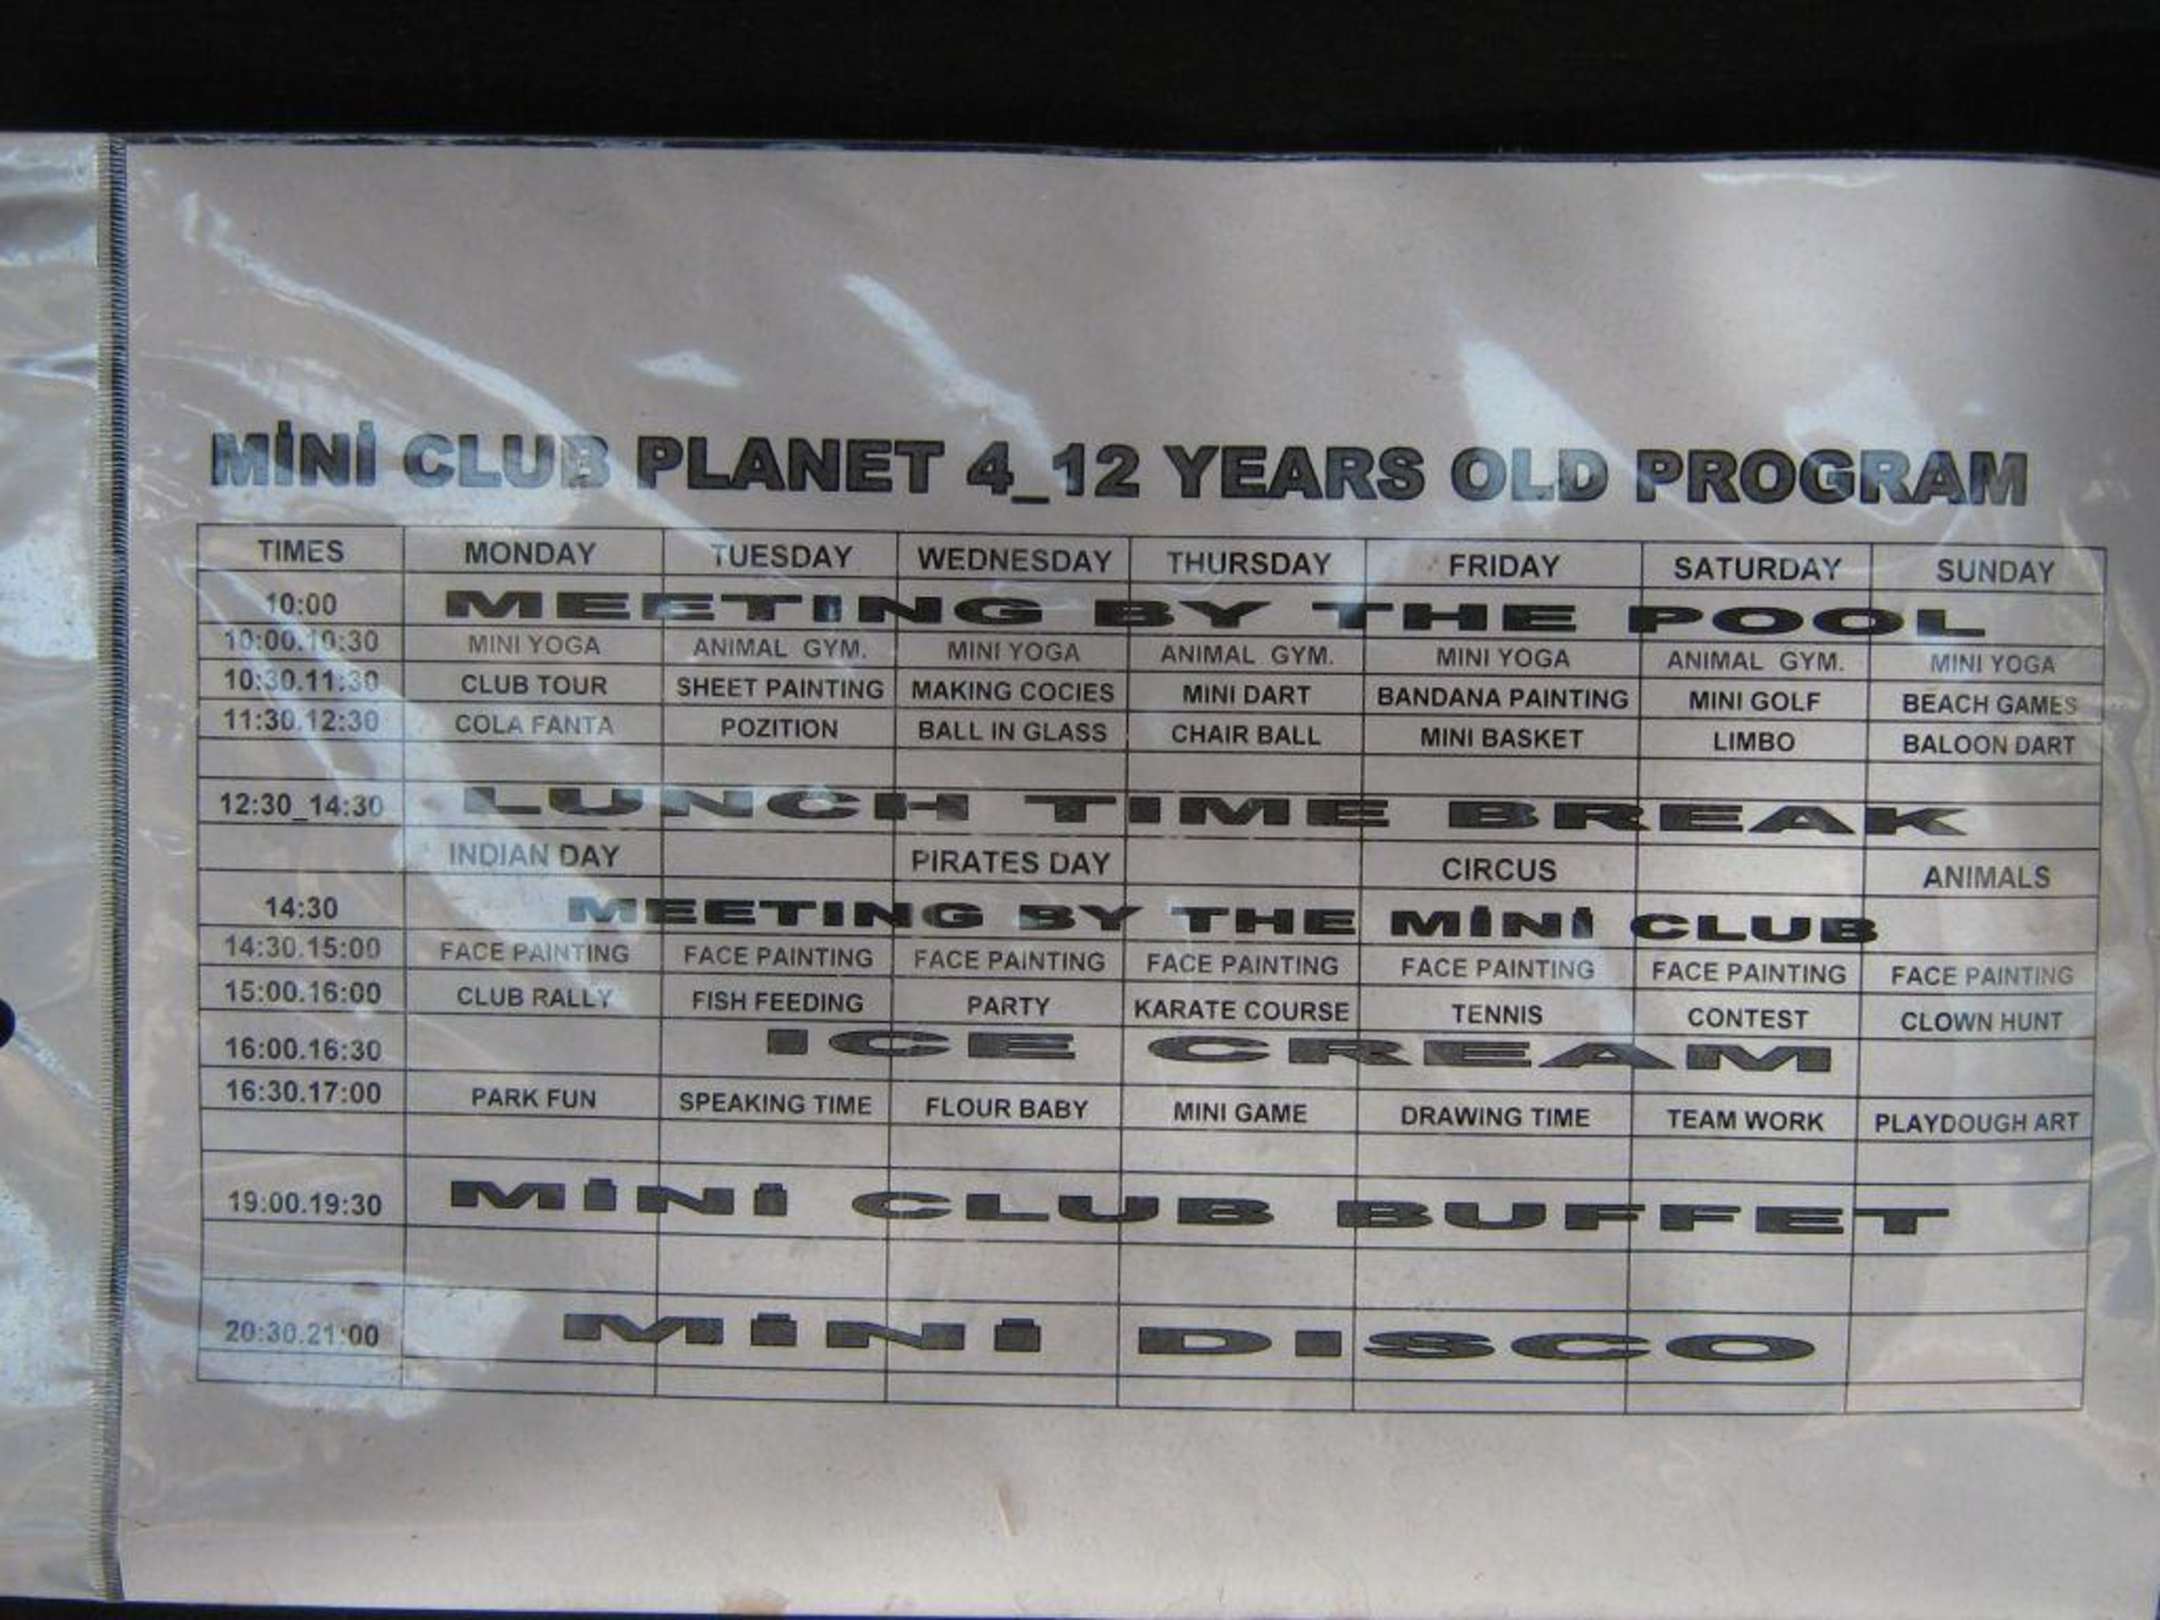 MİNİ CLUB PLANET 4_12 YEARS OLD PROGRAM
TIMES MONDAY TUESDAY WEDNESDAY THURSDAY FRIDAY SATURDAY SUNDAY
10:00 MEETING BY THE POOL
10:00.10:30 MINI YOGA ANIMAL GYM. MINI YOGA ANIMAL GYM. MINI YOGA ANIMAL GYM. MINI YOGA
10:30.11:30 CLUB TOUR SHEET PAINTING MAKING COCIES MINI DART BANDANA PAINTING MINI GOLF BEACH GAMES
11:30.12:30 COLA FANTA POZITION BALL IN GLASS CHAIR BALL MINI BASKET LIMBO BALOON DART
12:30_14:30 LUNCH TIME BREAK
INDIAN DAY PIRATES DAY CIRCUS ANIMALS
14:30 MEETING BY THE MİNİ CLUB
14:30.15:00 FACE PAINTING FACE PAINTING FACE PAINTING FACE PAINTING FACE PAINTING FACE PAINTING FACE PAINTING
15:00.16:00 CLUB RALLY FISH FEEDING PARTY KARATE COURSE TENNIS CONTEST CLOWN HUNT
16:00.16:30 ICE CREAM
16:30.17:00 PARK FUN SPEAKING TIME FLOUR BABY MINI GAME DRAWING TIME TEAM WORK PLAYDOUGH ART
19:00.19:30 MİNİ CLUB BUFFET
20:30.21:00 MİNİ DISCO